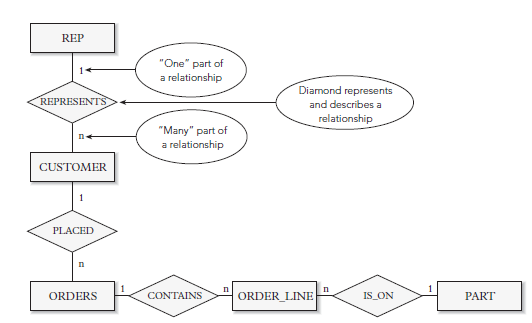 REP
1
"One" part of
a relationship
REPRESENTS
Diamond represents
and describes a
relationship
n
"Many" part of
a relationship
CUSTOMER
1
PLACED
n
ORDERS
1
CONTAINS
n
ORDER_LINE
n
IS_ON
1
PART